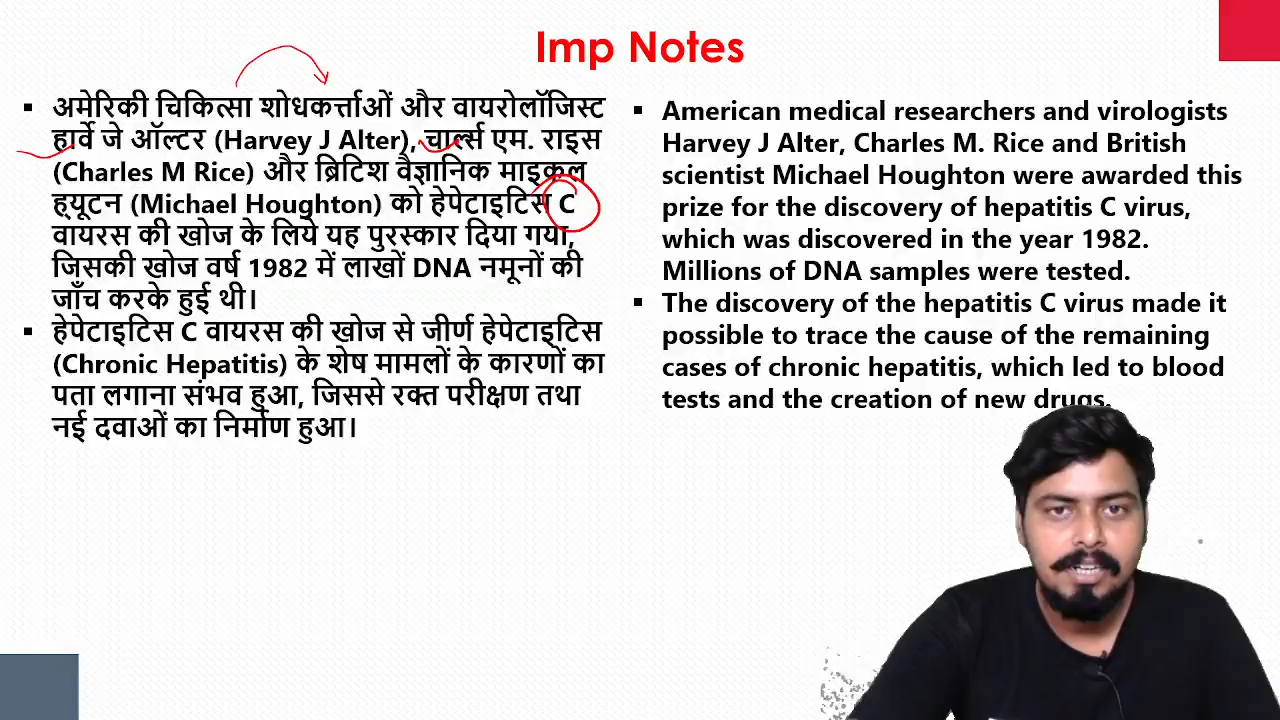 Imp Notes
▪ अमेरिकी चिकित्सा शोधकर्त्ताओं और वायरोलॉजिस्ट
हार्वे जे ऑल्टर (Harvey J Alter), चार्ल्स एम. राइस
(Charles M Rice) और ब्रिटिश वैज्ञानिक माइकल
ह्यूटन (Michael Houghton) को हेपेटाइटिस C
वायरस की खोज के लिये यह पुरस्कार दिया गया,
जिसकी खोज वर्ष 1982 में लाखों DNA नमूनों की
जाँच करके हुई थी।
▪ हेपेटाइटिस C वायरस की खोज से जीर्ण हेपेटाइटिस
(Chronic Hepatitis) के शेष मामलों के कारणों का
पता लगाना संभव हुआ, जिससे रक्त परीक्षण तथा
नई दवाओं का निर्माण हुआ।
▪ American medical researchers and virologists
Harvey J Alter, Charles M. Rice and British
scientist Michael Houghton were awarded this
prize for the discovery of hepatitis C virus,
which was discovered in the year 1982.
Millions of DNA samples were tested.
▪ The discovery of the hepatitis C virus made it
possible to trace the cause of the remaining
cases of chronic hepatitis, which led to blood
tests and the creation of new drugs.